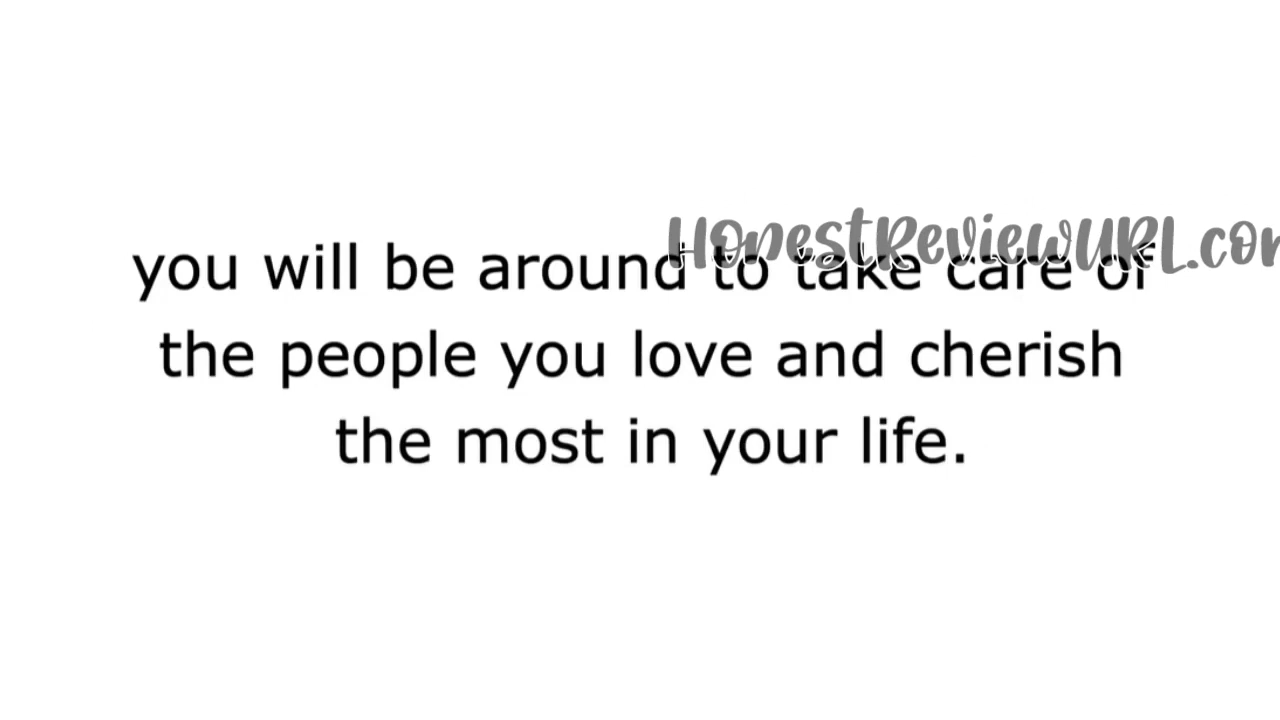 HonestReviewURL.com
you will be around to take care of
the people you love and cherish
the most in your life.